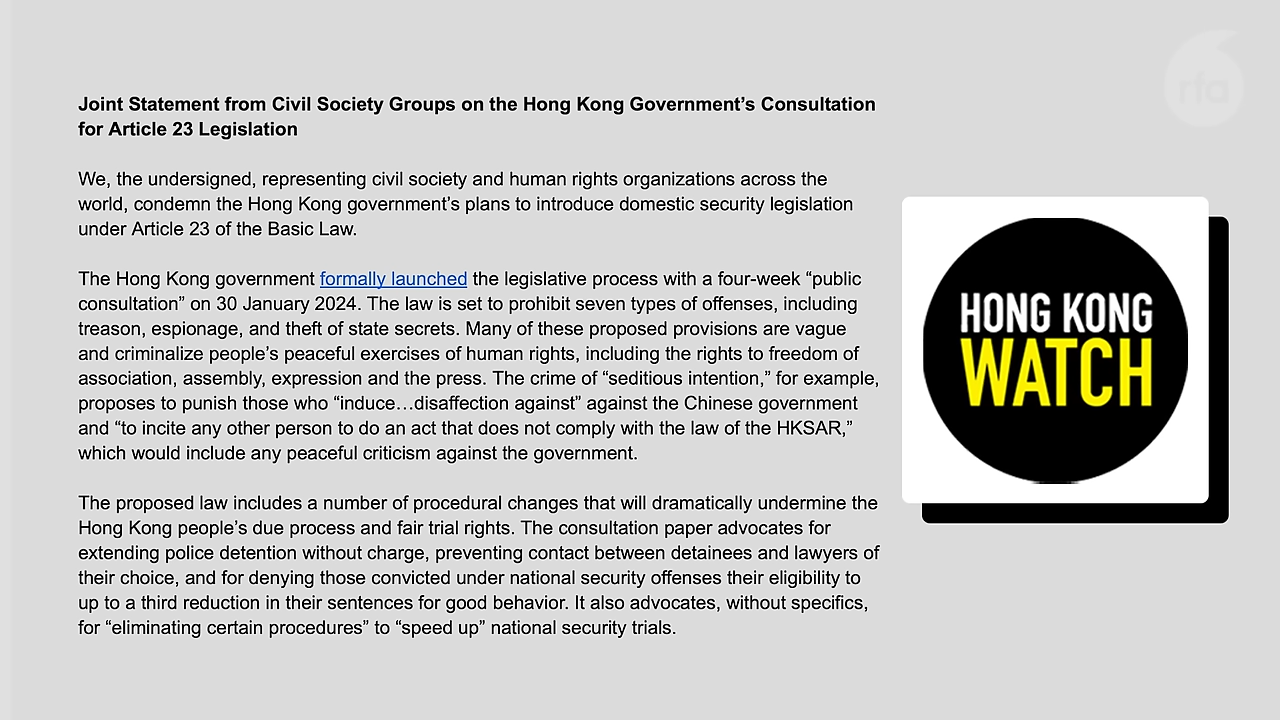 Joint Statement from Civil Society Groups on the Hong Kong Government’s Consultation
for Article 23 Legislation
We, the undersigned, representing civil society and human rights organizations across the
world, condemn the Hong Kong government’s plans to introduce domestic security legislation
under Article 23 of the Basic Law.
The Hong Kong government formally launched the legislative process with a four-week “public
consultation” on 30 January 2024. The law is set to prohibit seven types of offenses, including
treason, espionage, and theft of state secrets. Many of these proposed provisions are vague
and criminalize people’s peaceful exercises of human rights, including the rights to freedom of
association, assembly, expression and the press. The crime of “seditious intention,” for example,
proposes to punish those who “induce…disaffection against” against the Chinese government
and “to incite any other person to do an act that does not comply with the law of the HKSAR,”
which would include any peaceful criticism against the government.
The proposed law includes a number of procedural changes that will dramatically undermine the
Hong Kong people’s due process and fair trial rights. The consultation paper advocates for
extending police detention without charge, preventing contact between detainees and lawyers of
their choice, and for denying those convicted under national security offenses their eligibility to
up to a third reduction in their sentences for good behavior. It also advocates, without specifics,
for “eliminating certain procedures” to “speed up” national security trials.
HONG KONG
WATCH
rfa